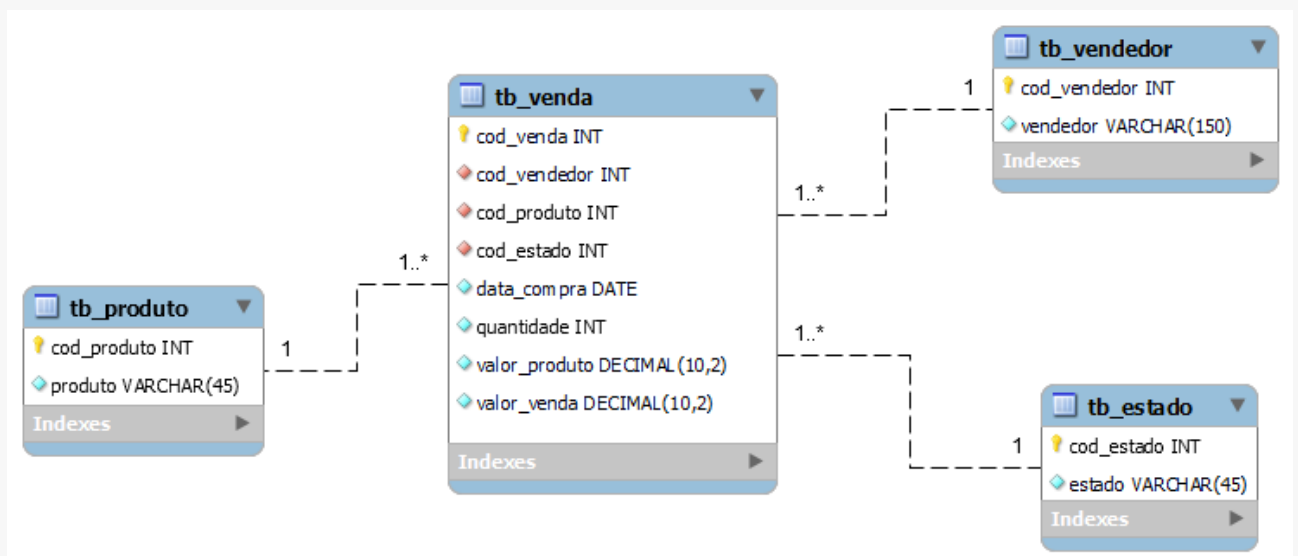 tb_vendedor
cod_vendedor INT
vendedor VARCHAR(150)
Indexes
1
1..*
tb_venda
cod_venda INT
cod_vendedor INT
cod_produto INT
cod_estado INT
data_compra DATE
quantidade INT
valor_produto DECIMAL(10,2)
valor_venda DECIMAL(10,2)
Indexes
1..*
1
tb_produto
cod_produto INT
produto VARCHAR(45)
Indexes
1..*
1
tb_estado
cod_estado INT
estado VARCHAR(45)
Indexes